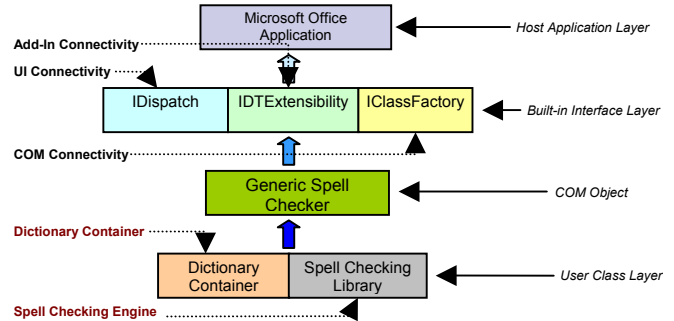 Microsoft Office
Application
Host Application Layer
Add-In Connectivity
UI Connectivity
IDispatch
IDTExtensibility
IClassFactory
Built-in Interface Layer
COM Connectivity
Generic Spell
Checker
COM Object
Dictionary Container
Dictionary
Container
Spell Checking
Library
User Class Layer
Spell Checking Engine